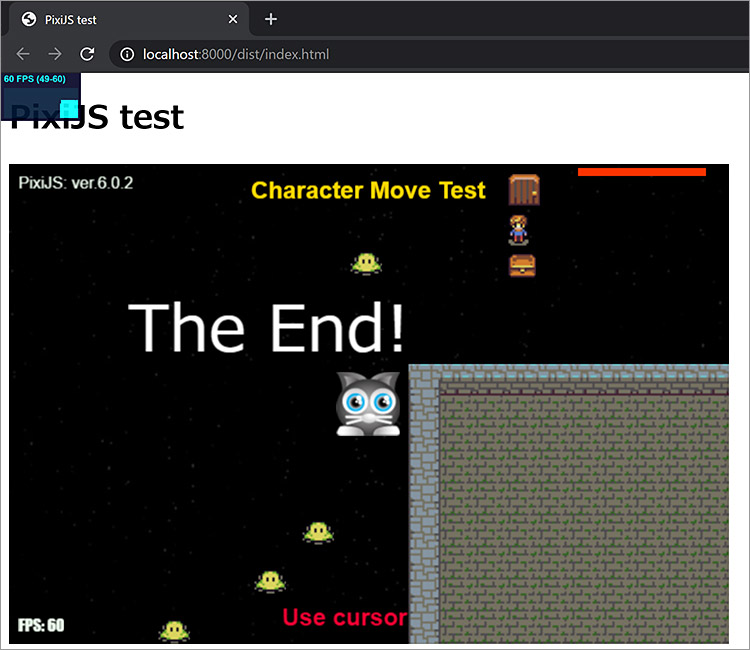 PixiJS test
localhost:8000/dist/index.html
60 FPS (49-60)
PixiJS test
PixiJS: ver.6.0.2
Character Move Test
The End!
Use cursor
FPS: 60